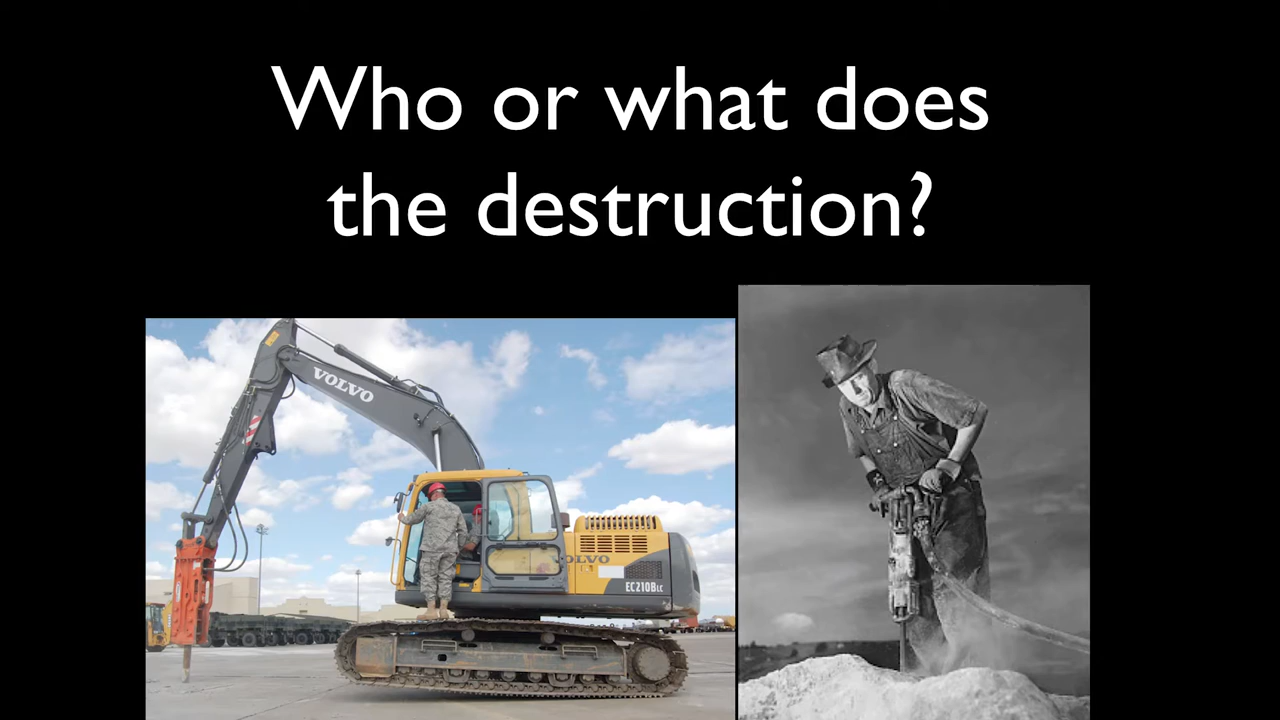 Who or what does
the destruction?
VOLVO
VOLVO
EC210BLC